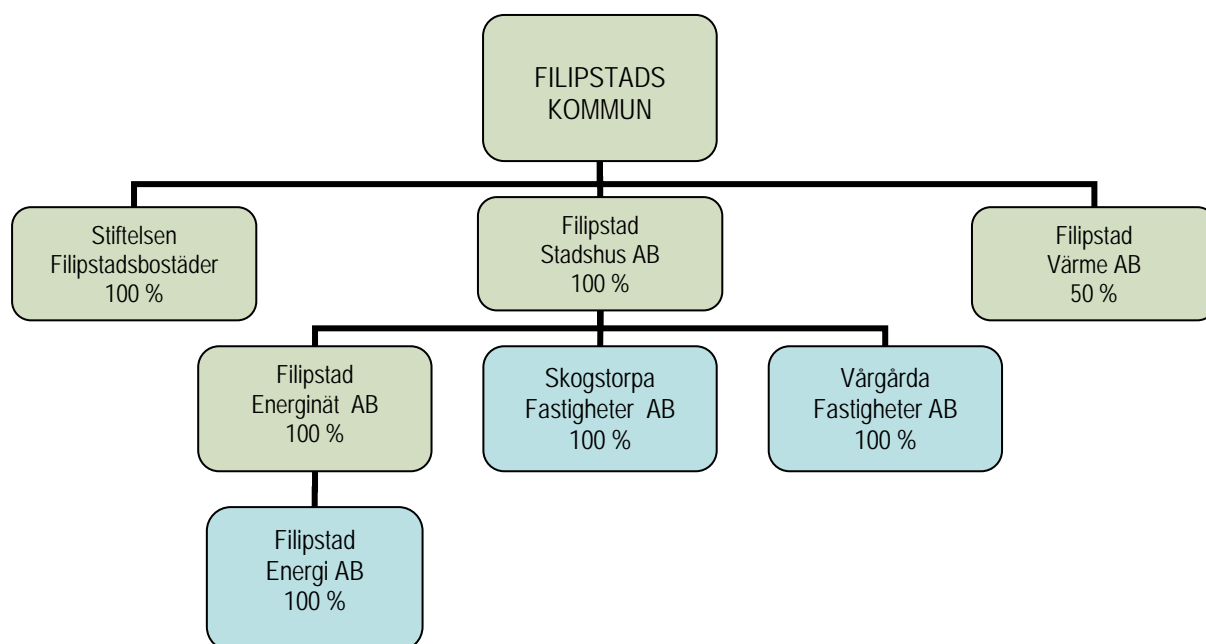 FILIPSTADS
KOMMUN
Stiftelsen
Filipstadsbostäder
100 %
Filipstad
Stadshus AB
100 %
Filipstad
Värme AB
50 %
Filipstad
Energinät AB
100 %
Skogstorpa
Fastigheter AB
100 %
Vårgårda
Fastigheter AB
100 %
Filipstad
Energi AB
100 %